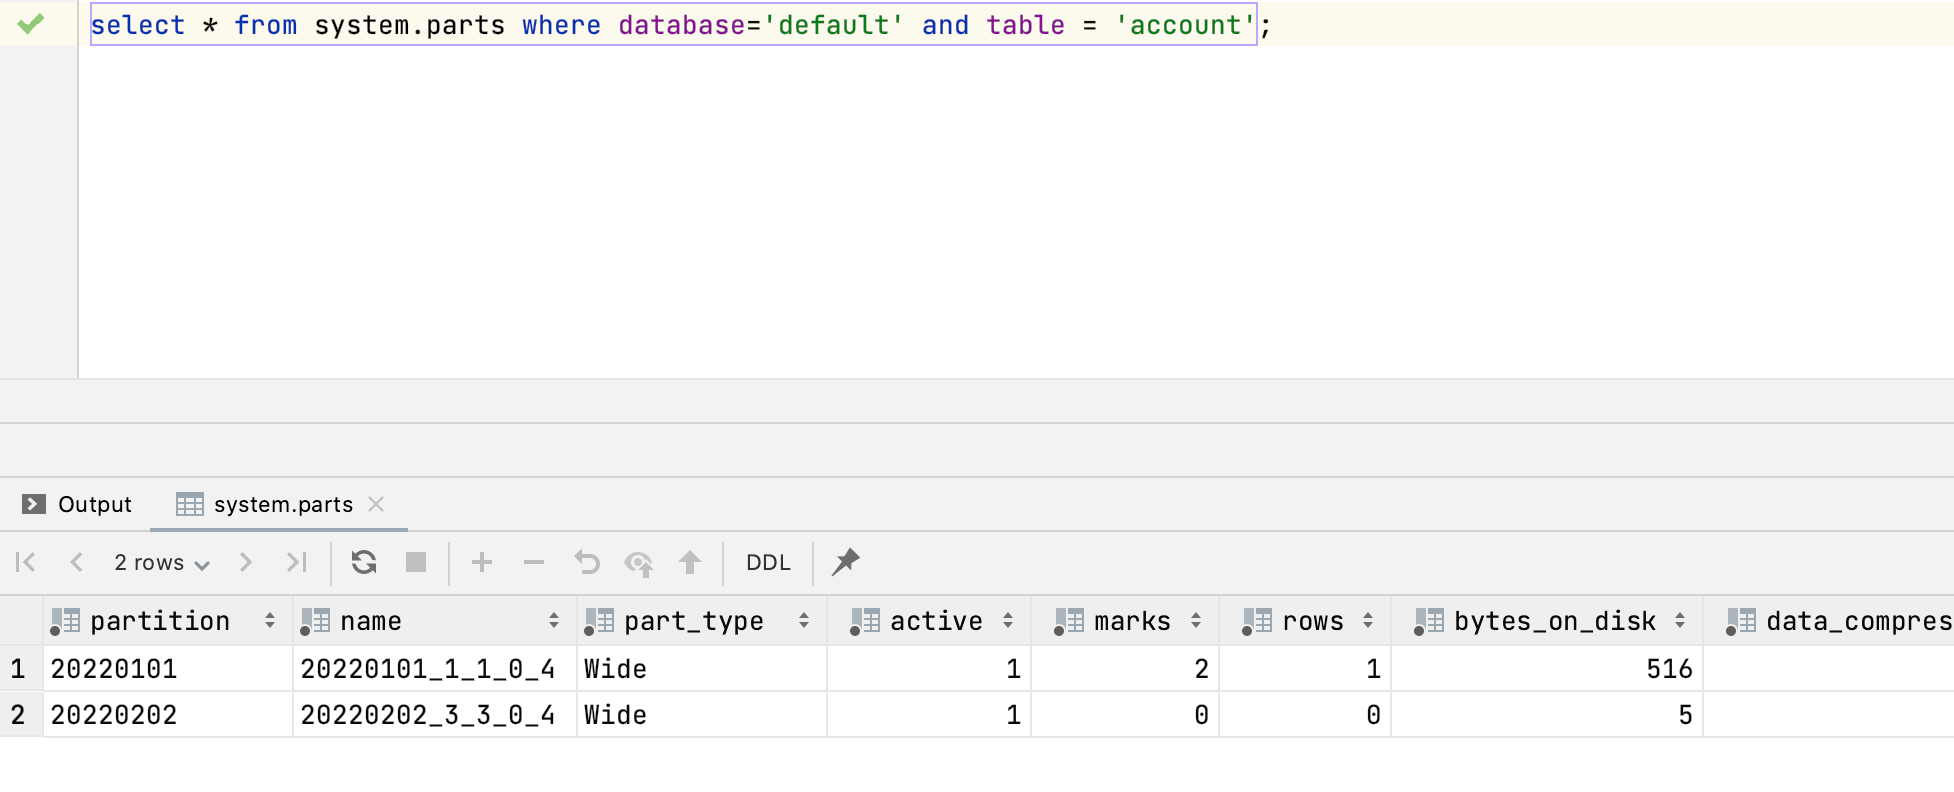 select * from system.parts where database='default' and table = 'account';
Output system.parts
2 rows DDL
partition name part_type active marks rows bytes_on_disk data_compres
1 20220101 20220101_1_1_0_4 Wide 1 2 1 516
2 20220202 20220202_3_3_0_4 Wide 1 0 0 5